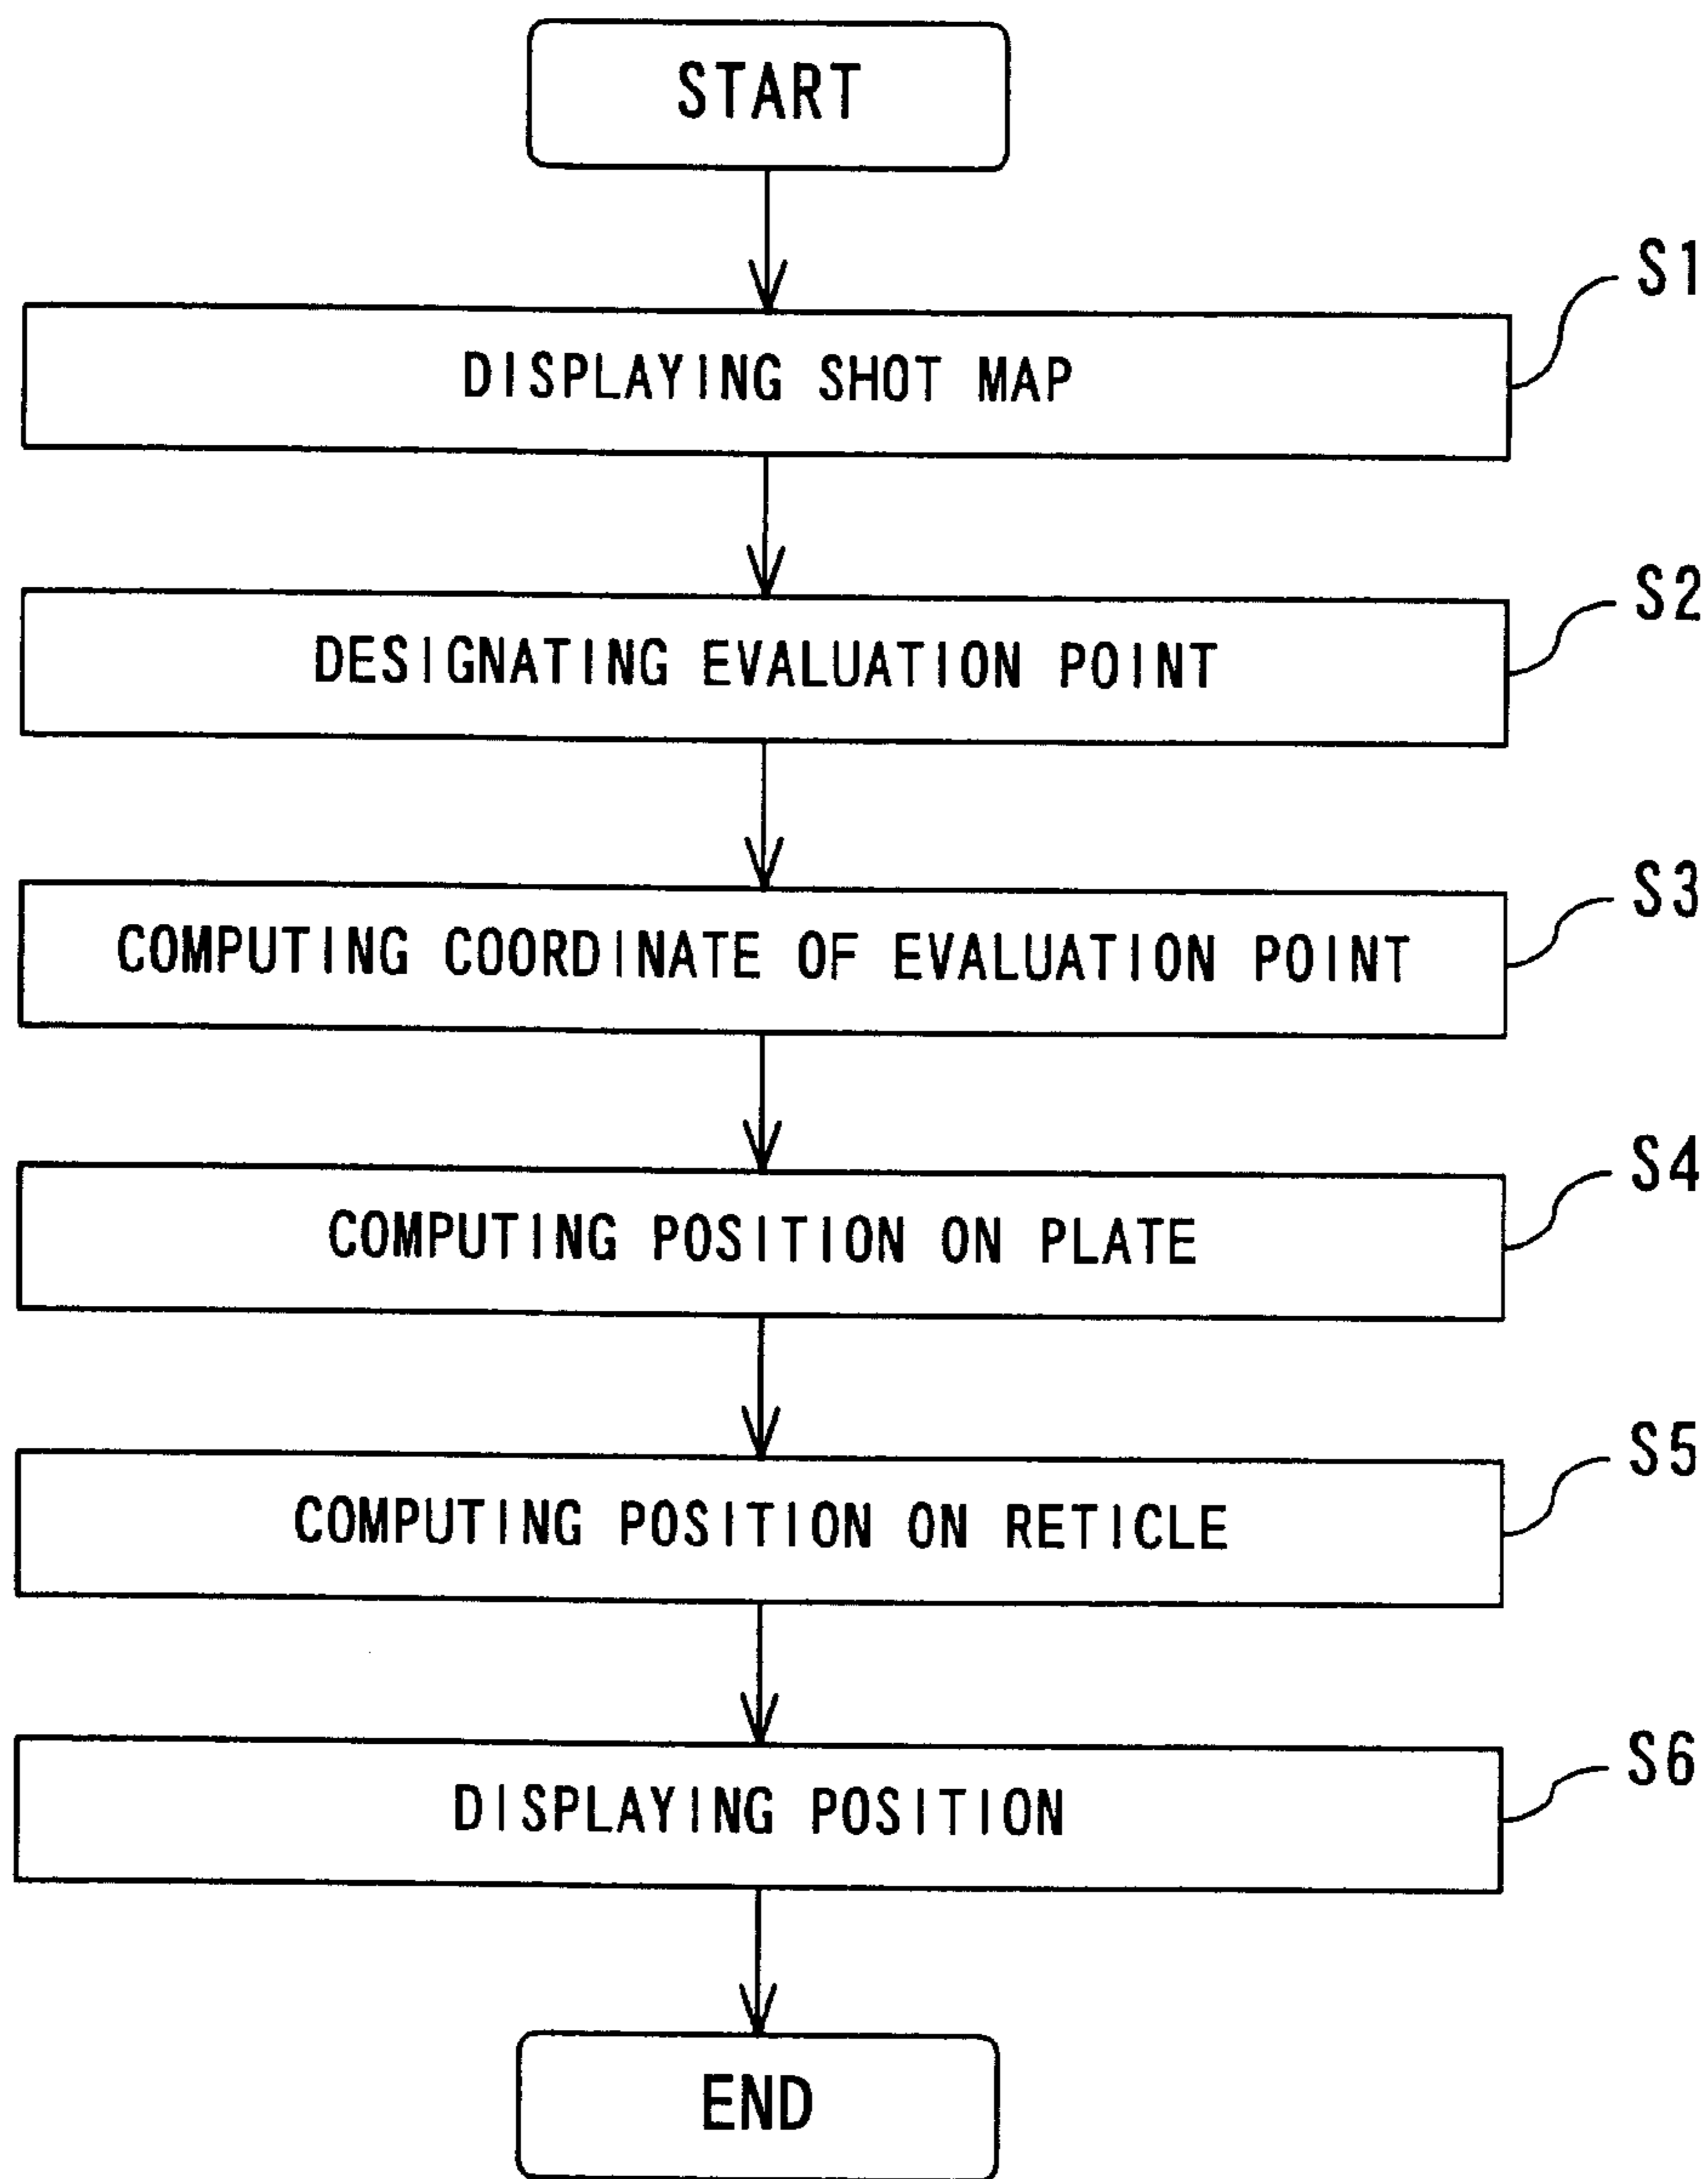 START
S1
DISPLAYING SHOT MAP
S2
DESIGNATING EVALUATION POINT
S3
COMPUTING COORDINATE OF EVALUATION POINT
S4
COMPUTING POSITION ON PLATE
S5
COMPUTING POSITION ON RETICLE
S6
DISPLAYING POSITION
END